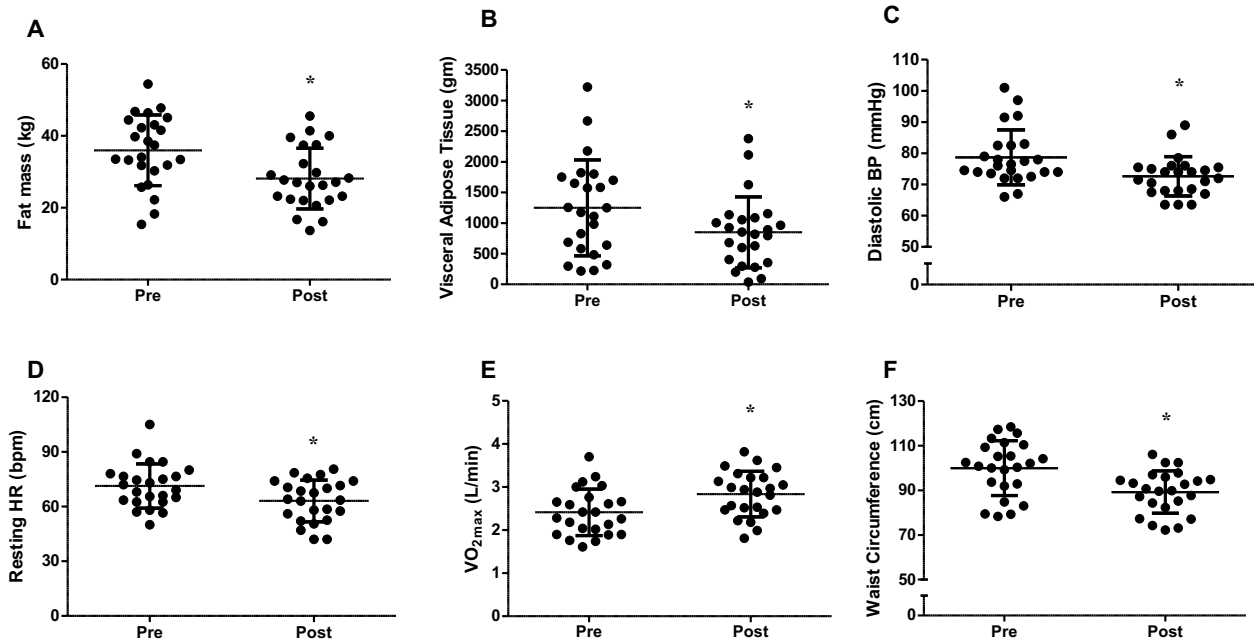 A
Fat mass (kg)
60
40
20
0
*
Pre
Post
B
Visceral Adipose Tissue (gm)
3500
3000
2500
2000
1500
1000
500
0
*
Pre
Post
C
Diastolic BP (mmHg)
110
100
90
80
70
60
50
0
*
Pre
Post
D
Resting HR (bpm)
120
90
60
30
0
*
Pre
Post
E
VO2max (L/min)
5
4
3
2
1
0
*
Pre
Post
F
Waist Circumference (cm)
130
110
90
70
50
0
*
Pre
Post